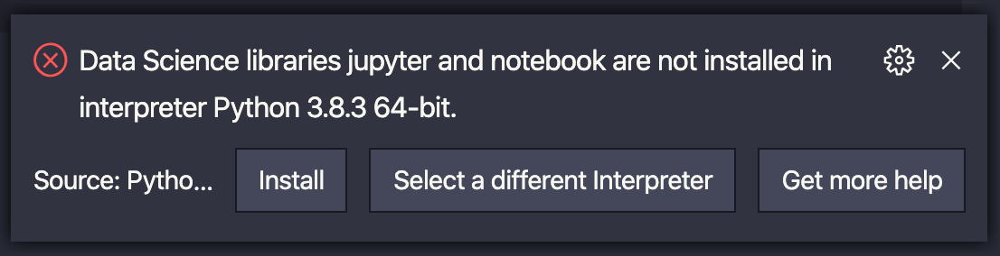 Data Science libraries jupyter and notebook are not installed in
interpreter Python 3.8.3 64-bit.
Source: Pytho... Install Select a different Interpreter Get more help